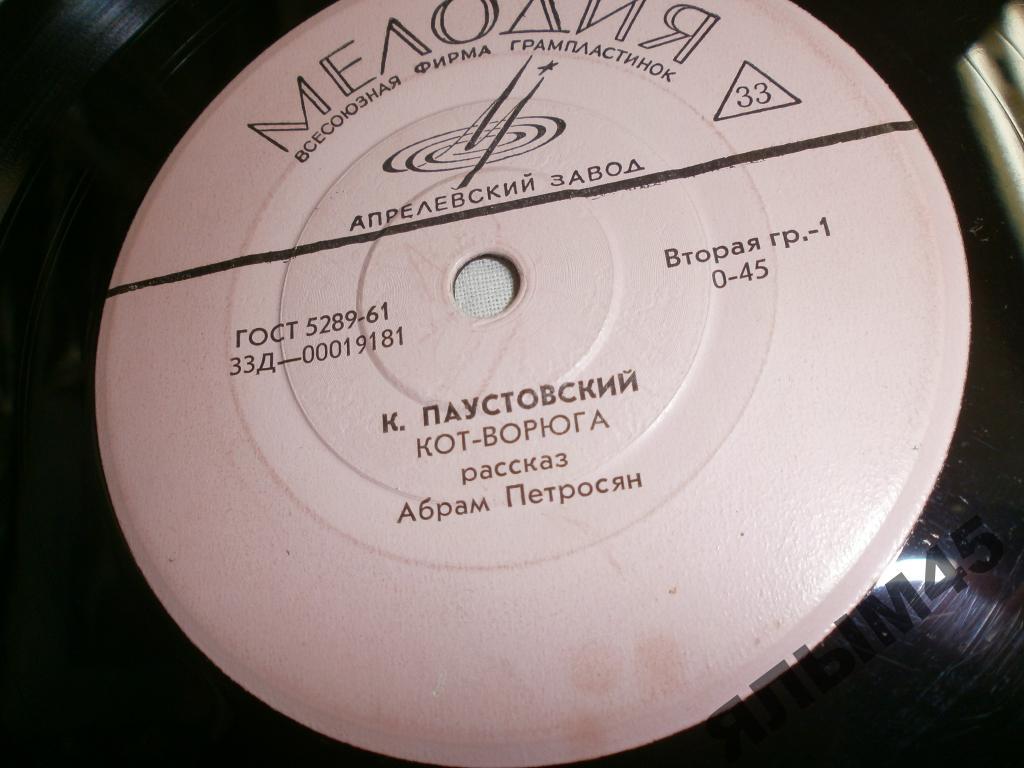 МЕЛОДИЯ
ВСЕСОЮЗНАЯ ФИРМА ГРАМПЛАСТИНОК
33
АПРЕЛЕВСКИЙ ЗАВОД
Вторая гр.-1
0-45
ГОСТ 5289-61
33Д—00019181
К. ПАУСТОВСКИЙ
КОТ-ВОРЮГА
рассказ
Абрам Петросян
ЯЛЫМ45